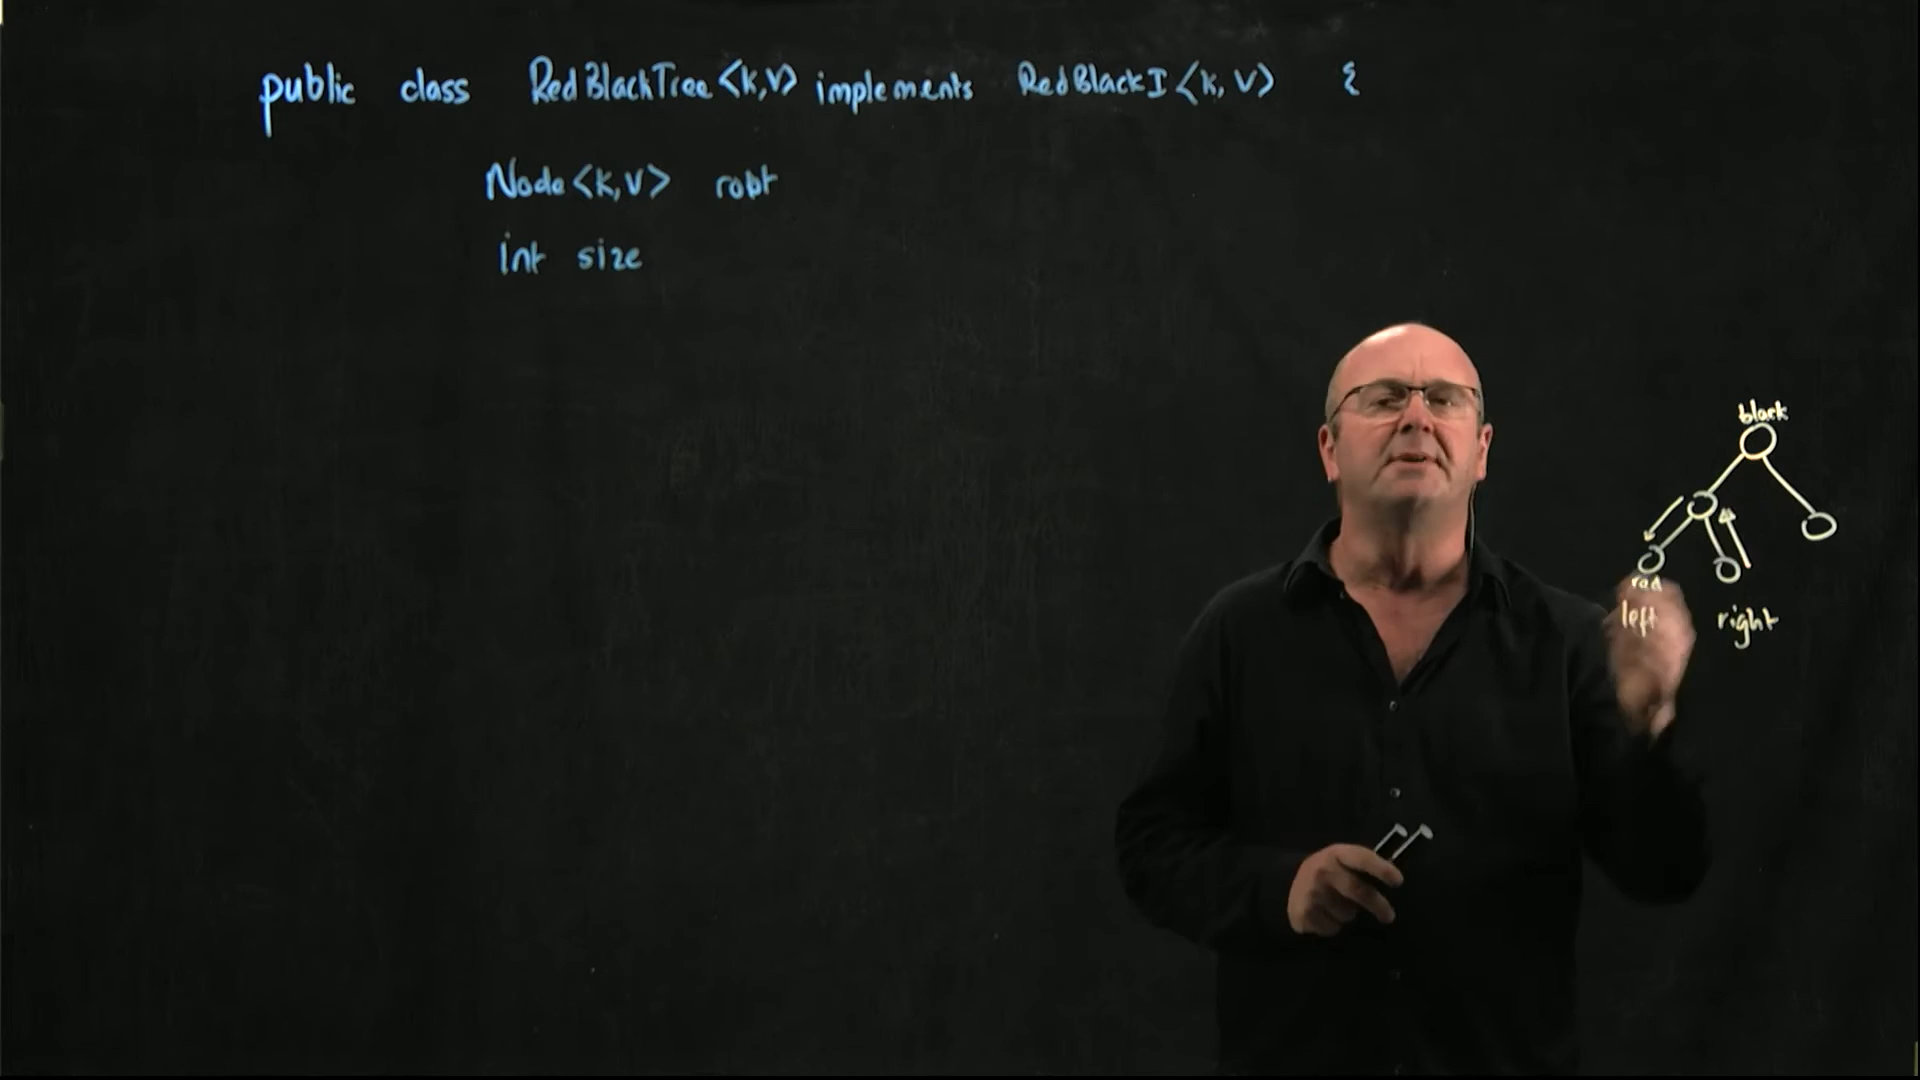 public class RedBlackTree<K,V> implements RedBlackI<K, V> {
Node<K,V> root
int size
black
red
left right